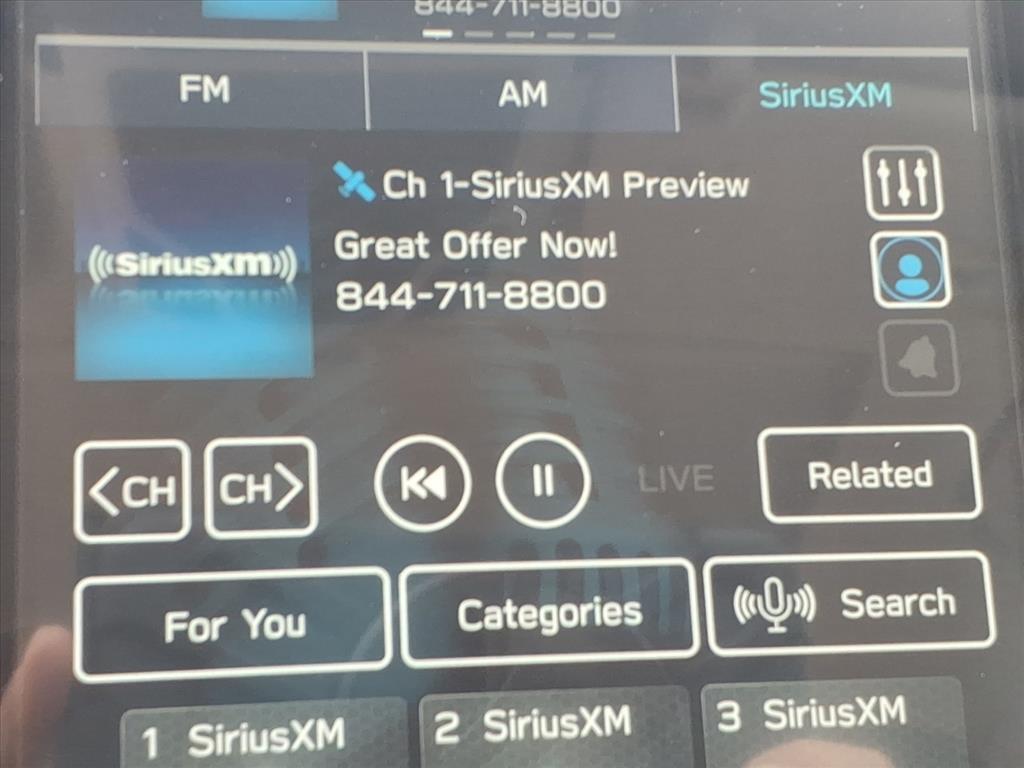 844-711-8800
FM
AM
SiriusXM
Ch 1-SiriusXM Preview
Great Offer Now!
844-711-8800
(((SiriusXM)))
<CH
CH>
LIVE
Related
For You
Categories
Search
1 SiriusXM
2 SiriusXM
3 SiriusXM